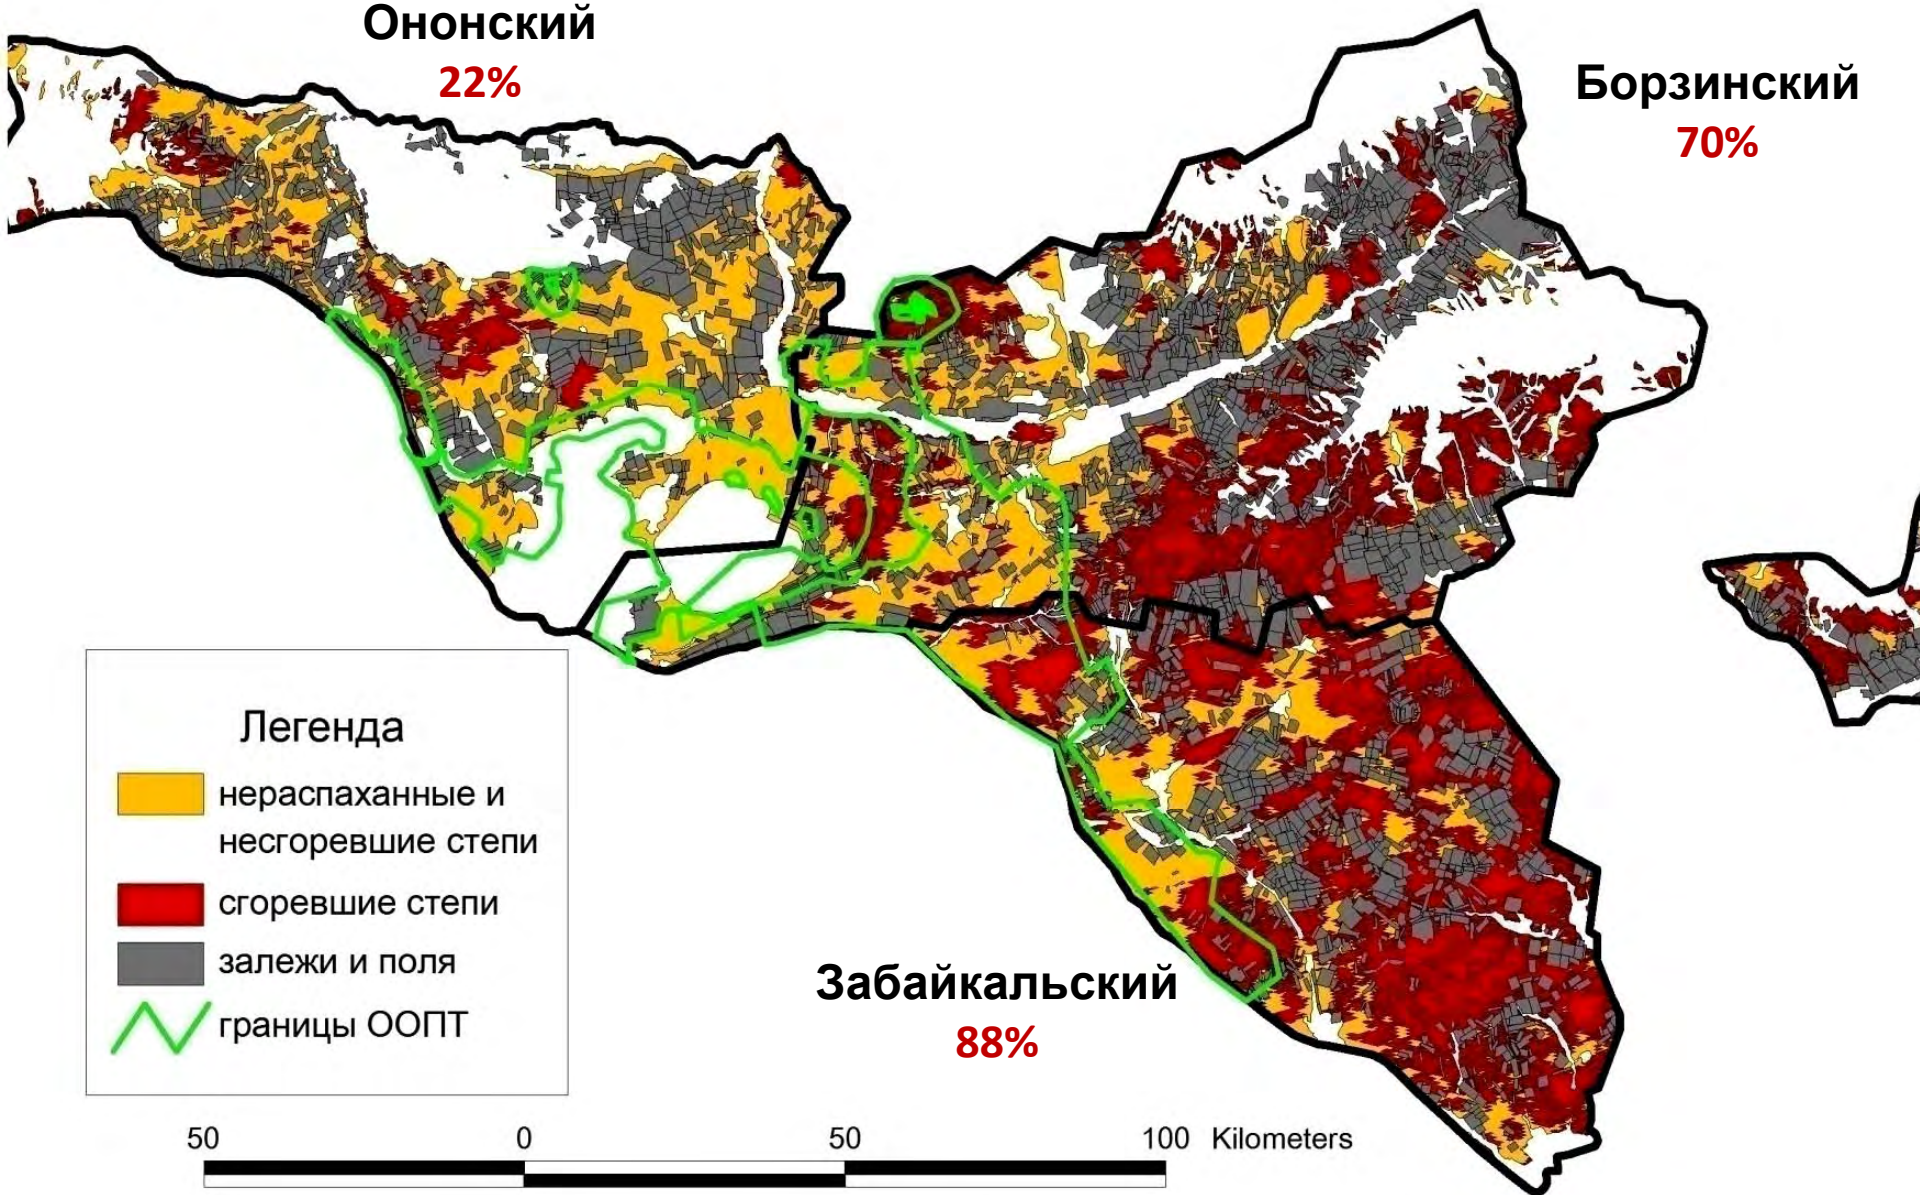 Ононский
22%
Борзинский
70%
Забайкальский
88%
Легенда
нераспаханные и
несгоревшие степи
сгоревшие степи
залежи и поля
границы ООПТ
50 0 50 100 Kilometers